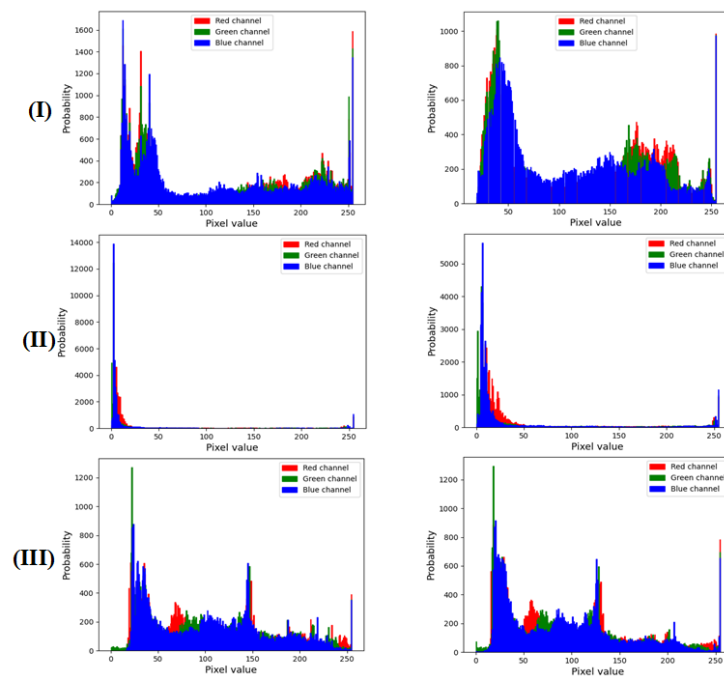 (I)
Probability
1600
1400
1200
1000
800
600
400
200
0
0 50 100 150 200 250
Pixel value
Red channel
Green channel
Blue channel
Probability
1000
800
600
400
200
0
50 100 150 200 250
Pixel value
Red channel
Green channel
Blue channel
(II)
Probability
14000
12000
10000
8000
6000
4000
2000
0
0 50 100 150 200 250
Pixel value
Red channel
Green channel
Blue channel
Probability
5000
4000
3000
2000
1000
0
0 50 100 150 200 250
Pixel value
Red channel
Green channel
Blue channel
(III)
Probability
1200
1000
800
600
400
200
0
0 50 100 150 200 250
Pixel value
Red channel
Green channel
Blue channel
Probability
1200
1000
800
600
400
200
0
0 50 100 150 200 250
Pixel value
Red channel
Green channel
Blue channel